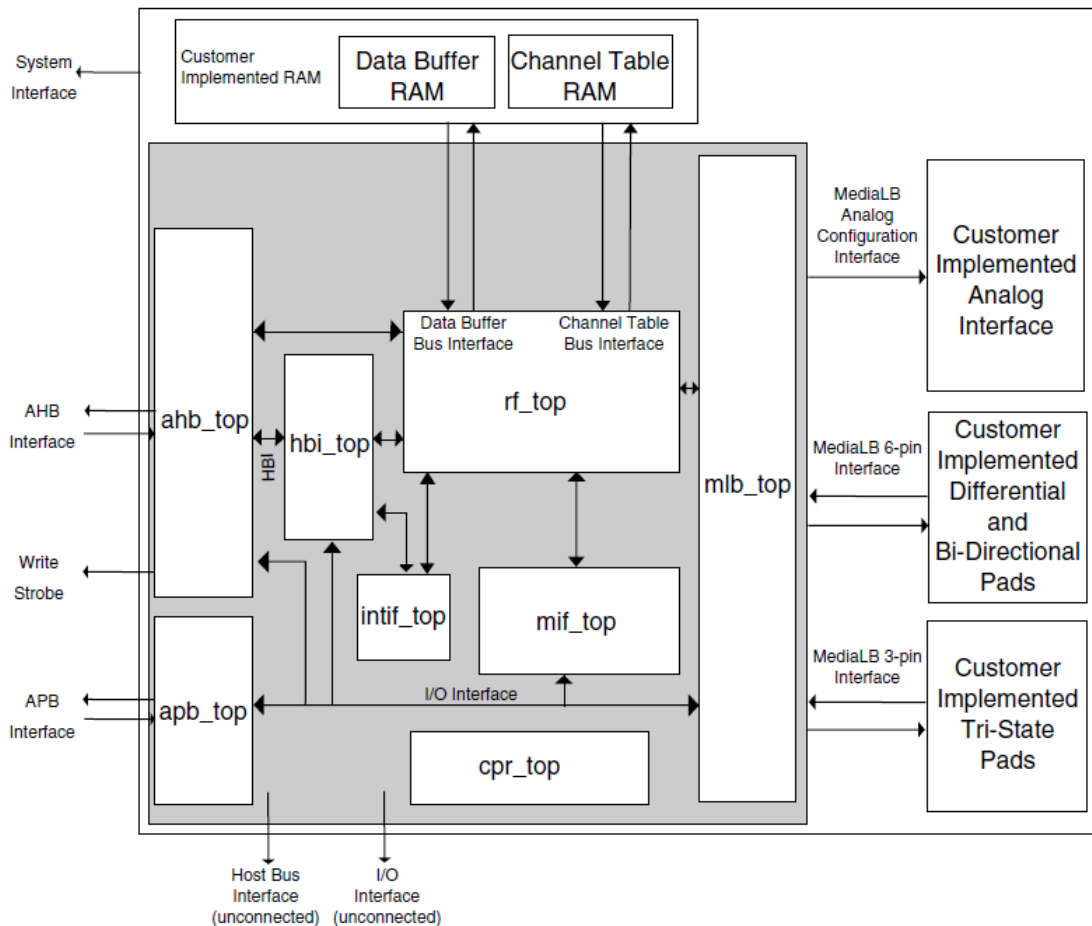 System
Interface
Customer
Implemented RAM
Data Buffer
RAM
Channel Table
RAM
MediaLB
Analog
Configuration
Interface
Customer
Implemented
Analog
Interface
Data Buffer
Bus Interface
Channel Table
Bus Interface
rf_top
AHB
Interface
ahb_top
HBI
hbi_top
mlb_top
MediaLB 6-pin
Interface
Customer
Implemented
Differential
and
Bi-Directional
Pads
Write
Strobe
intif_top
mif_top
APB
Interface
apb_top
I/O Interface
MediaLB 3-pin
Interface
Customer
Implemented
Tri-State
Pads
cpr_top
Host Bus
Interface
(unconnected)
I/O
Interface
(unconnected)